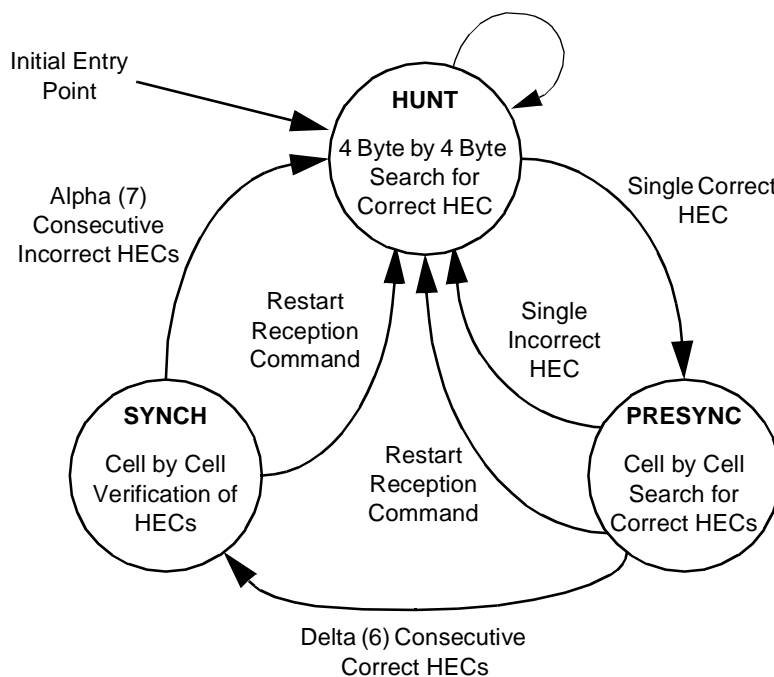 Initial Entry
Point
HUNT
4 Byte by 4 Byte
Search for
Correct HEC
Single Correct
HEC
Alpha (7)
Consecutive
Incorrect HECs
Restart
Reception
Command
Single
Incorrect
HEC
SYNCH
Cell by Cell
Verification of
HECs
Restart
Reception
Command
PRESYNC
Cell by Cell
Search for
Correct HECs
Delta (6) Consecutive
Correct HECs